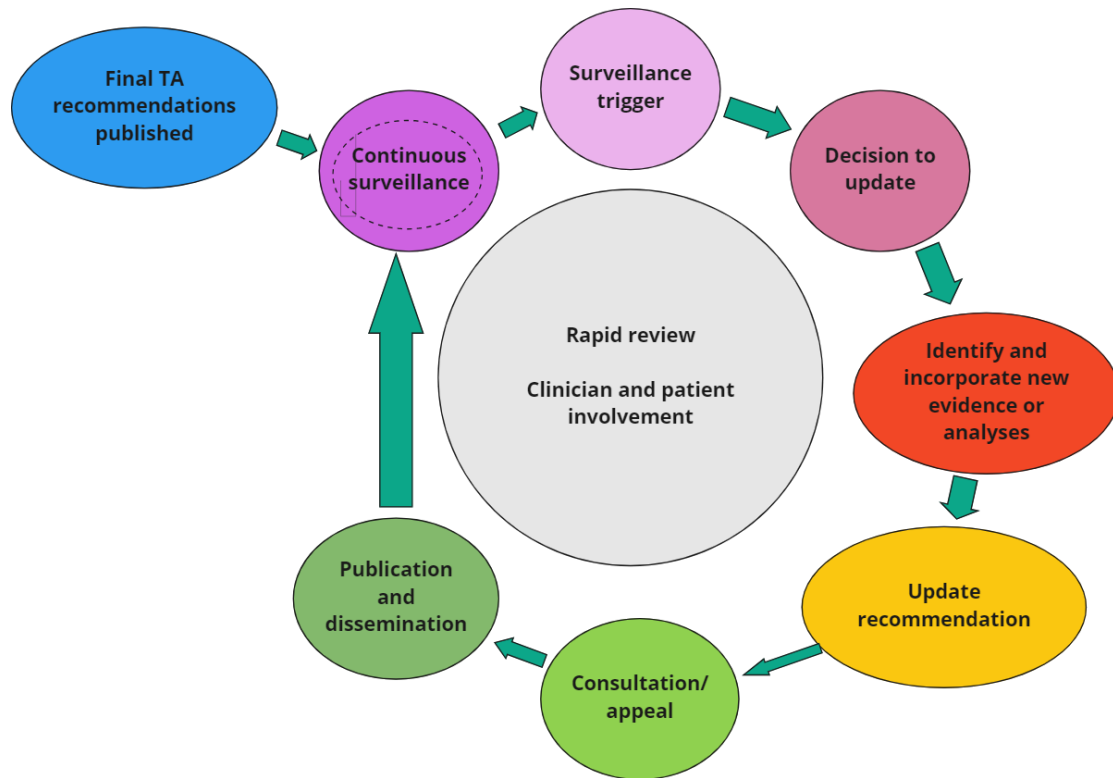 Final TA
recommendations
published
Continuous
surveillance
Surveillance
trigger
Decision to
update
Identify and
incorporate new
evidence or
analyses
Update
recommendation
Consultation/
appeal
Publication
and
dissemination
Rapid review
Clinician and patient
involvement